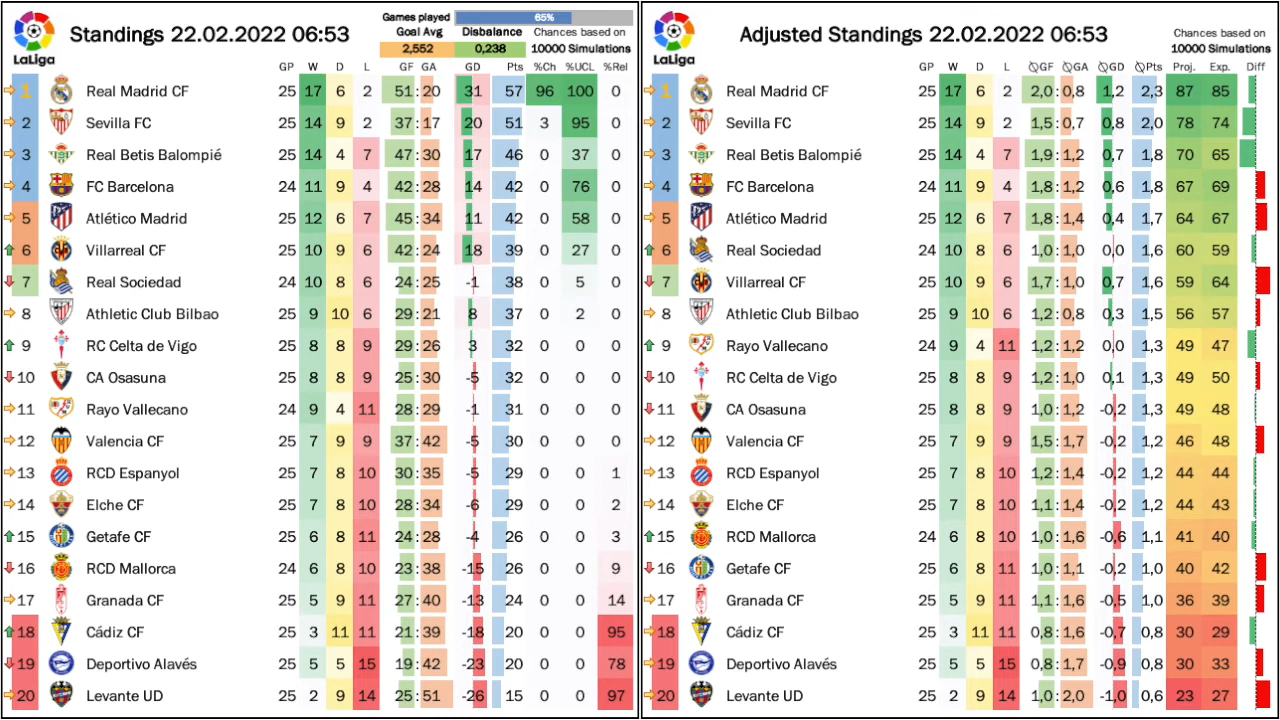 LaLiga
Standings 22.02.2022 06:53
Games played 65%
Goal Avg Disbalance Chances based on
2,552 0,238 10000 Simulations
GP W D L GF GA GD Pts %Ch %UCL %Rel
1 Real Madrid CF 25 17 6 2 51 : 20 31 57 96 100 0
2 Sevilla FC 25 14 9 2 37 : 17 20 51 3 95 0
3 Real Betis Balompié 25 14 4 7 47 : 30 17 46 0 37 0
4 FC Barcelona 24 11 9 4 42 : 28 14 42 0 76 0
5 Atlético Madrid 25 12 6 7 45 : 34 11 42 0 58 0
6 Villarreal CF 25 10 9 6 42 : 24 18 39 0 27 0
7 Real Sociedad 24 10 8 6 24 : 25 -1 38 0 5 0
8 Athletic Club Bilbao 25 9 10 6 29 : 21 8 37 0 2 0
9 RC Celta de Vigo 25 8 8 9 29 : 26 3 32 0 0 0
10 CA Osasuna 25 8 8 9 25 : 30 -5 32 0 0 0
11 Rayo Vallecano 24 9 4 11 28 : 29 -1 31 0 0 0
12 Valencia CF 25 7 9 9 37 : 42 -5 30 0 0 0
13 RCD Espanyol 25 7 8 10 30 : 35 -5 29 0 0 1
14 Elche CF 25 7 8 10 28 : 34 -6 29 0 0 2
15 Getafe CF 25 6 8 11 24 : 28 -4 26 0 0 3
16 RCD Mallorca 24 6 8 10 23 : 38 -15 26 0 0 9
17 Granada CF 25 5 9 11 27 : 40 -13 24 0 0 14
18 Cádiz CF 25 3 11 11 21 : 39 -18 20 0 0 95
19 Deportivo Alavés 25 5 5 15 19 : 42 -23 20 0 0 78
20 Levante UD 25 2 9 14 25 : 51 -26 15 0 0 97
LaLiga
Adjusted Standings 22.02.2022 06:53
Chances based on
10000 Simulations
GP W D L ∅GF ∅GA ∅GD ∅Pts Proj. Exp. Diff
1 Real Madrid CF 25 17 6 2 2,0 : 0,8 1,2 2,3 87 85
2 Sevilla FC 25 14 9 2 1,5 : 0,7 0,8 2,0 78 74
3 Real Betis Balompié 25 14 4 7 1,9 : 1,2 0,7 1,8 70 65
4 FC Barcelona 24 11 9 4 1,8 : 1,2 0,6 1,8 67 69
5 Atlético Madrid 25 12 6 7 1,8 : 1,4 0,4 1,7 64 67
6 Real Sociedad 24 10 8 6 1,0 : 1,0 0,0 1,6 60 59
7 Villarreal CF 25 10 9 6 1,7 : 1,0 0,7 1,6 59 64
8 Athletic Club Bilbao 25 9 10 6 1,2 : 0,8 0,3 1,5 56 57
9 Rayo Vallecano 24 9 4 11 1,2 : 1,2 0,0 1,3 49 47
10 RC Celta de Vigo 25 8 8 9 1,2 : 1,0 0,1 1,3 49 50
11 CA Osasuna 25 8 8 9 1,0 : 1,2 -0,2 1,3 49 48
12 Valencia CF 25 7 9 9 1,5 : 1,7 -0,2 1,2 46 48
13 RCD Espanyol 25 7 8 10 1,2 : 1,4 -0,2 1,2 44 44
14 Elche CF 25 7 8 10 1,1 : 1,4 -0,2 1,2 44 43
15 RCD Mallorca 24 6 8 10 1,0 : 1,6 -0,6 1,1 41 40
16 Getafe CF 25 6 8 11 1,0 : 1,1 -0,2 1,0 40 42
17 Granada CF 25 5 9 11 1,1 : 1,6 -0,5 1,0 36 39
18 Cádiz CF 25 3 11 11 0,8 : 1,6 -0,7 0,8 30 29
19 Deportivo Alavés 25 5 5 15 0,8 : 1,7 -0,9 0,8 30 33
20 Levante UD 25 2 9 14 1,0 : 2,0 -1,0 0,6 23 27